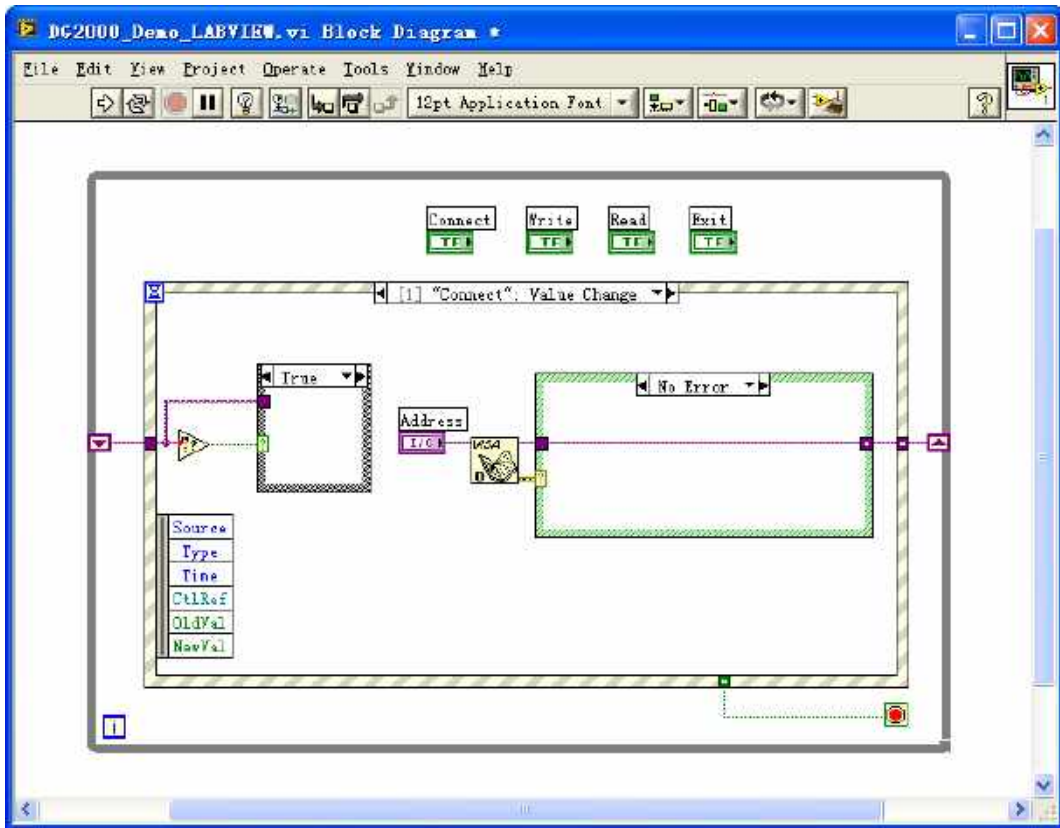 DG2000_Demo_LABVIEW.vi Block Diagram *
File Edit View Project Operate Tools Window Help
12pt Application Font
1
Connect Write Read Exit
TF TF TF TF
[1] "Connect": Value Change
True
No Error
Address
I/O
VISA
Source
Type
Time
CtlRef
OldVal
NewVal
i